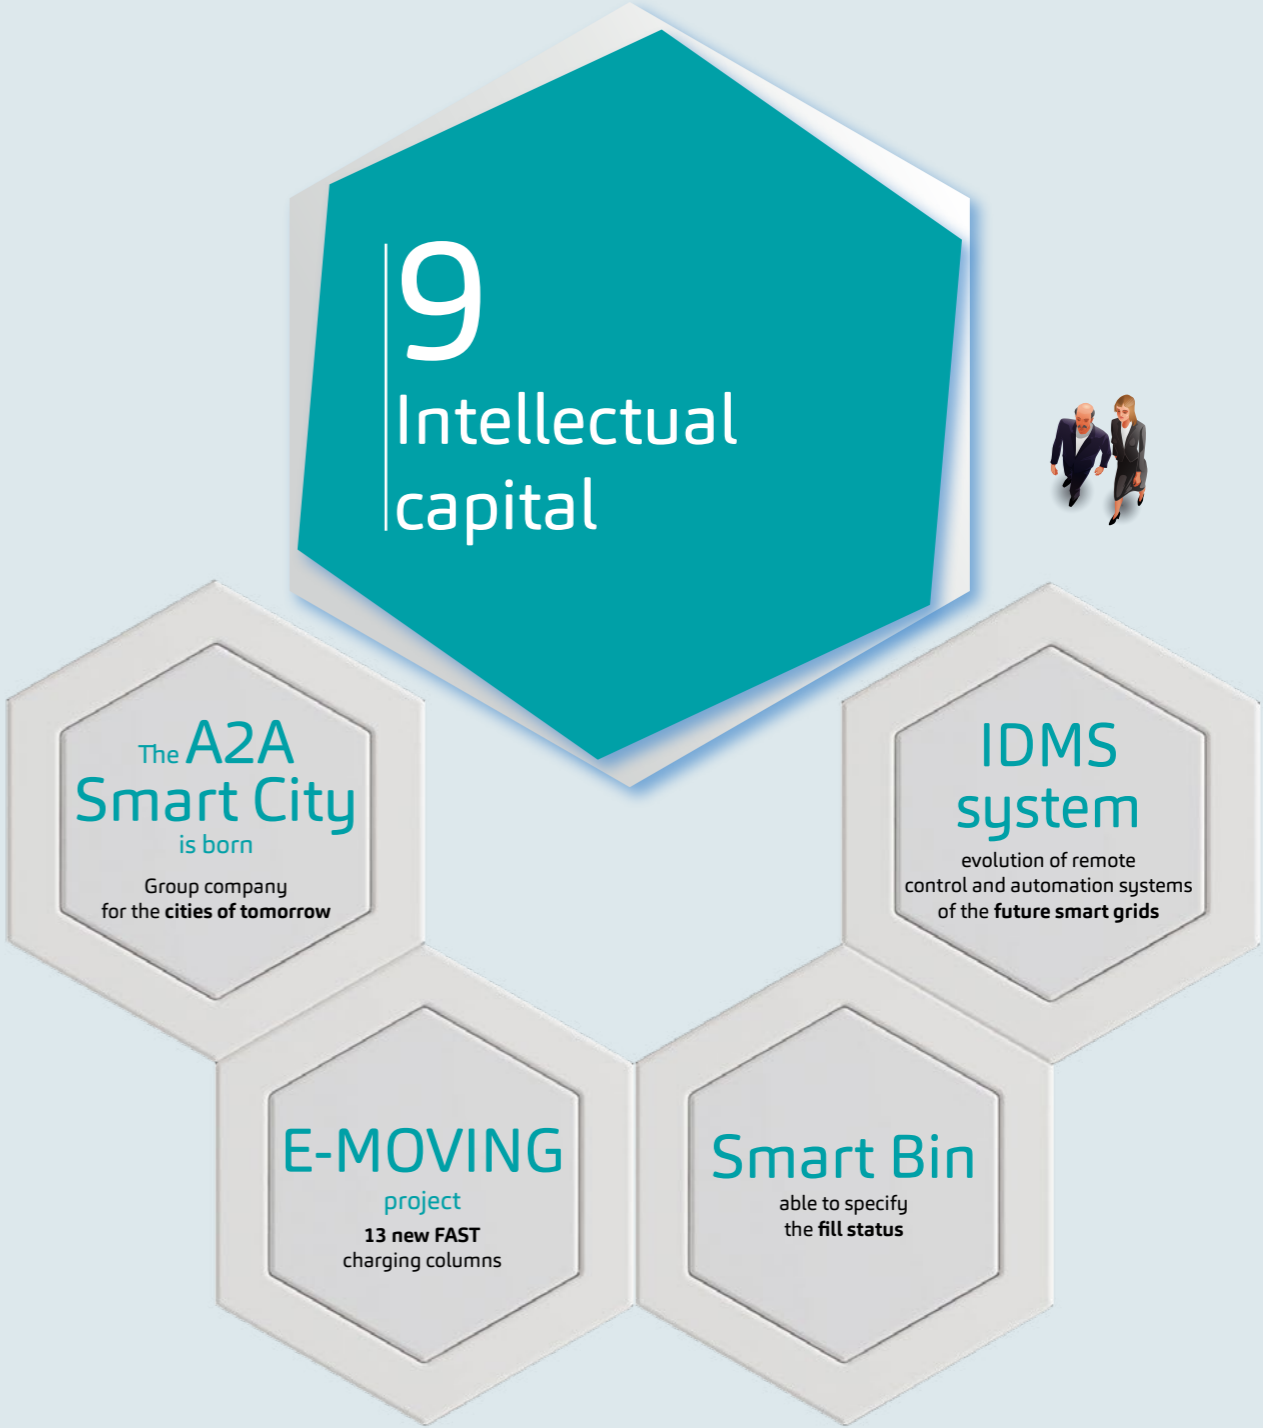 9
Intellectual
capital
The A2A
Smart City
is born
Group company
for the cities of tomorrow
IDMS
system
evolution of remote
control and automation systems
of the future smart grids
E-MOVING
project
13 new FAST
charging columns
Smart Bin
able to specify
the fill status